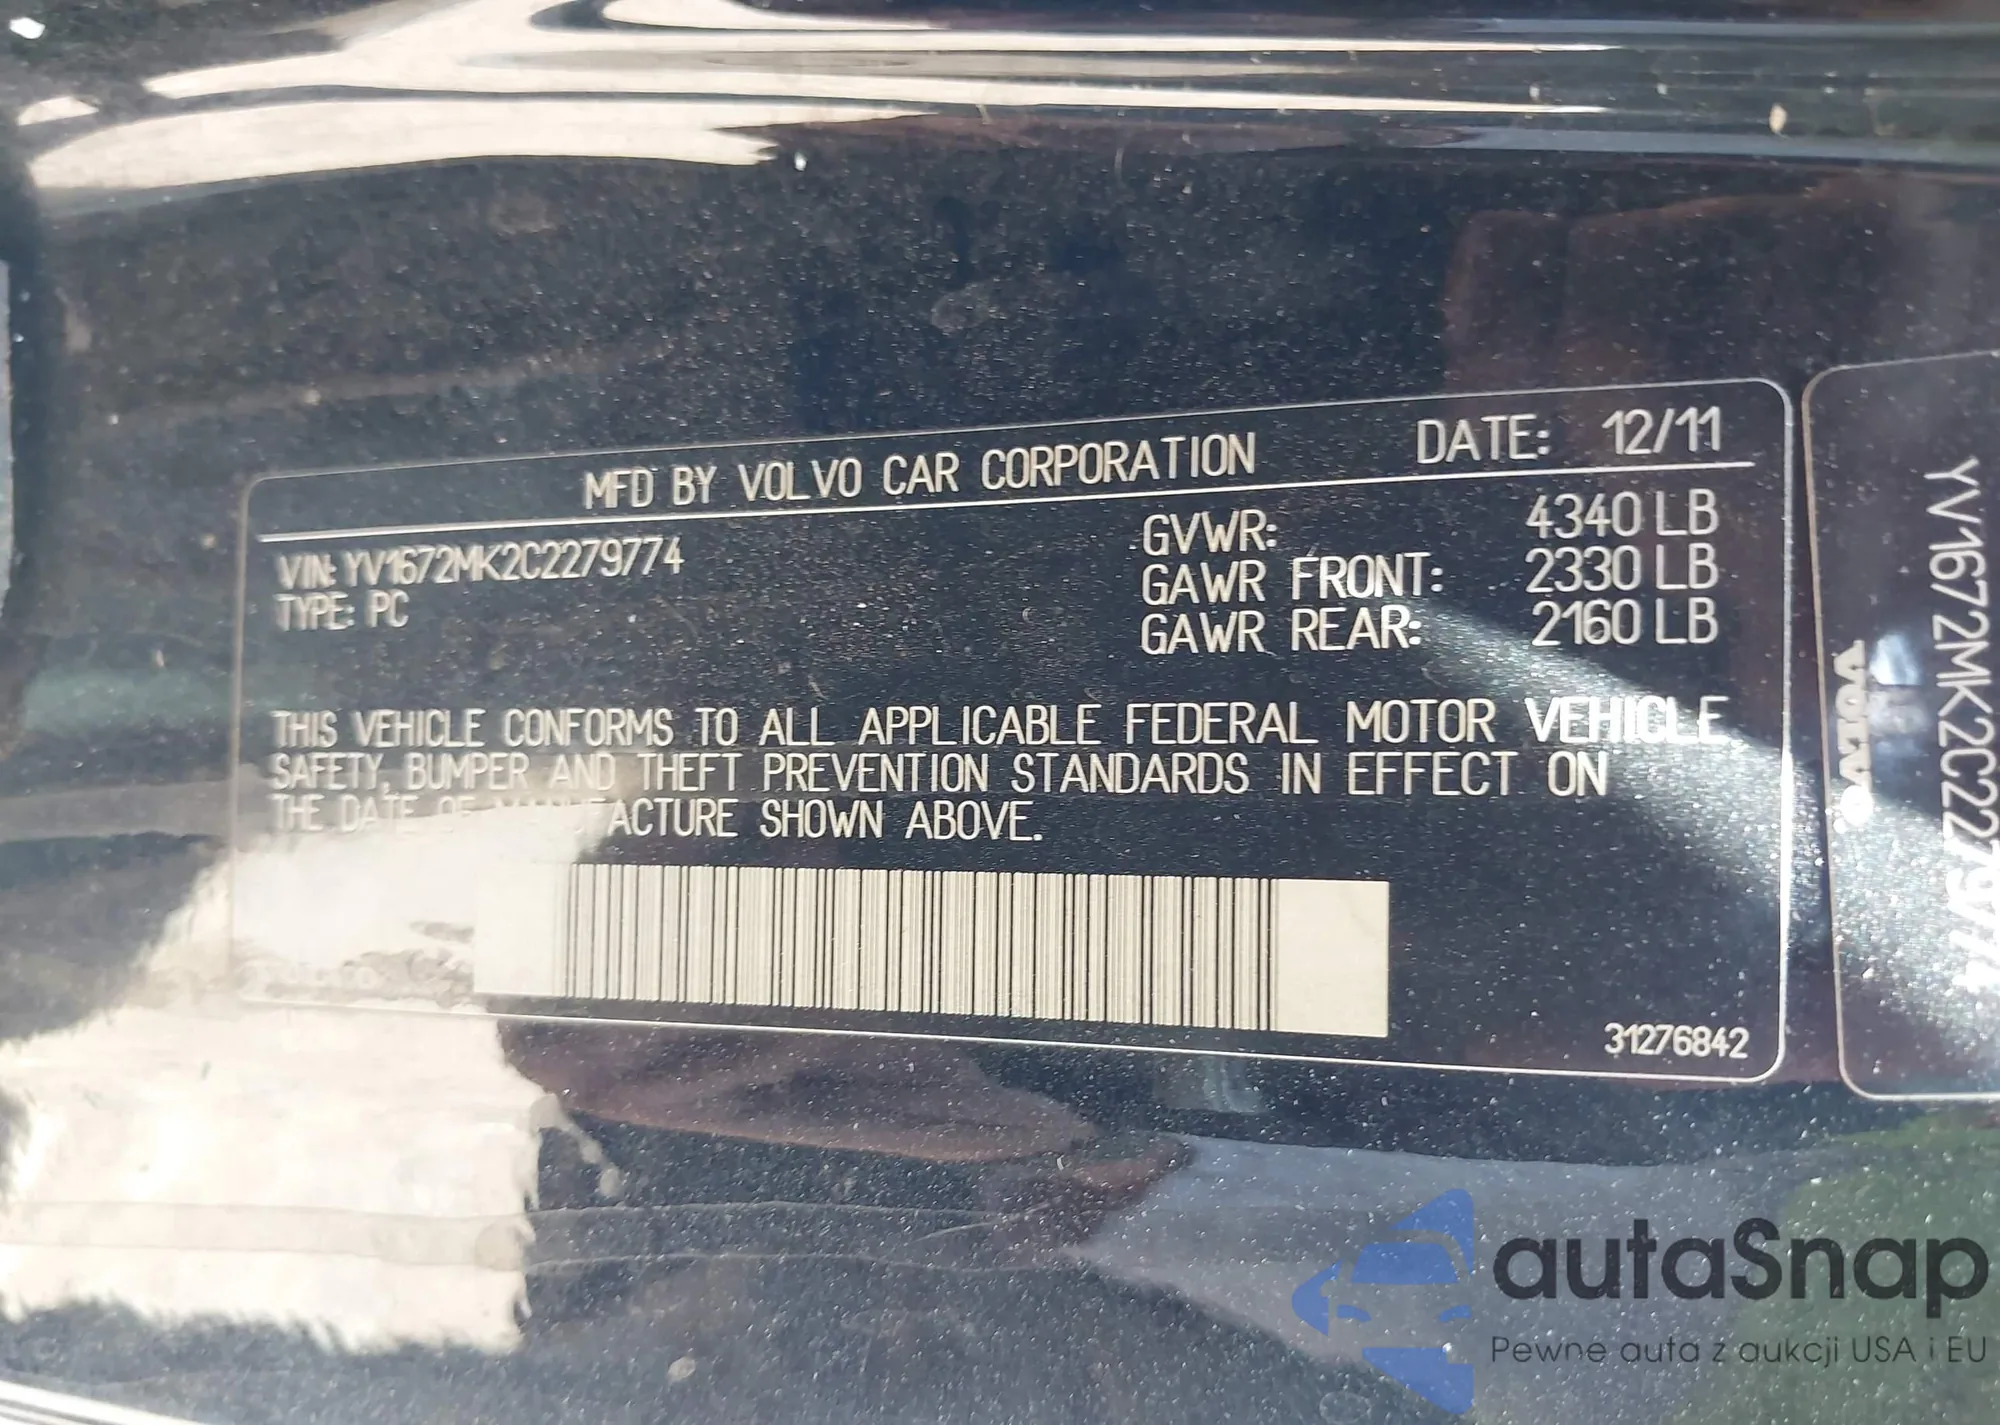 MFD BY VOLVO CAR CORPORATION DATE: 12/11
VIN: YV1672MK2C2279774
TYPE: PC
GVWR: 4340 LB
GAWR FRONT: 2330 LB
GAWR REAR: 2160 LB
THIS VEHICLE CONFORMS TO ALL APPLICABLE FEDERAL MOTOR VEHICLE
SAFETY, BUMPER AND THEFT PREVENTION STANDARDS IN EFFECT ON
THE DATE OF MANUFACTURE SHOWN ABOVE.
31276842
VOLVO
YV1672MK2C2279774
autaSnap
Pewne auta z aukcji USA i EU